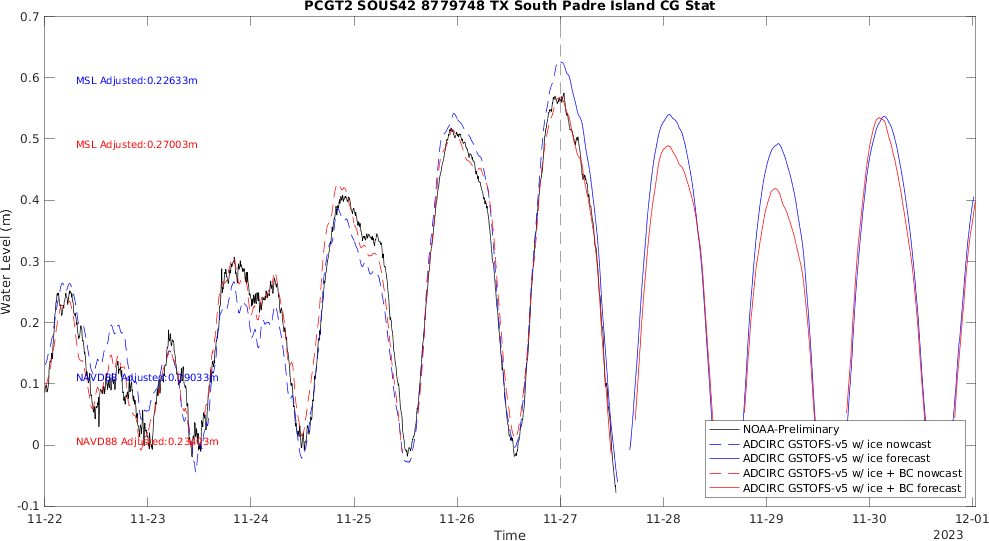 PCGT2 SOUS42 8779748 TX South Padre Island CG Stat
0.7
0.6
0.5
0.4
0.3
0.2
0.1
0
-0.1
Water Level (m)
MSL Adjusted:0.22633m
MSL Adjusted:0.27003m
NAVD88 Adjusted:0.19033m
NAVD88 Adjusted:
NOAA-Preliminary
ADCIRC GSTOFS-v5 w/ ice nowcast
ADCIRC GSTOFS-v5 w/ ice forecast
ADCIRC GSTOFS-v5 w/ ice + BC nowcast
ADCIRC GSTOFS-v5 w/ ice + BC forecast
11-22 11-23 11-24 11-25 11-26 11-27 11-28 11-29 11-30 12-01
Time
2023